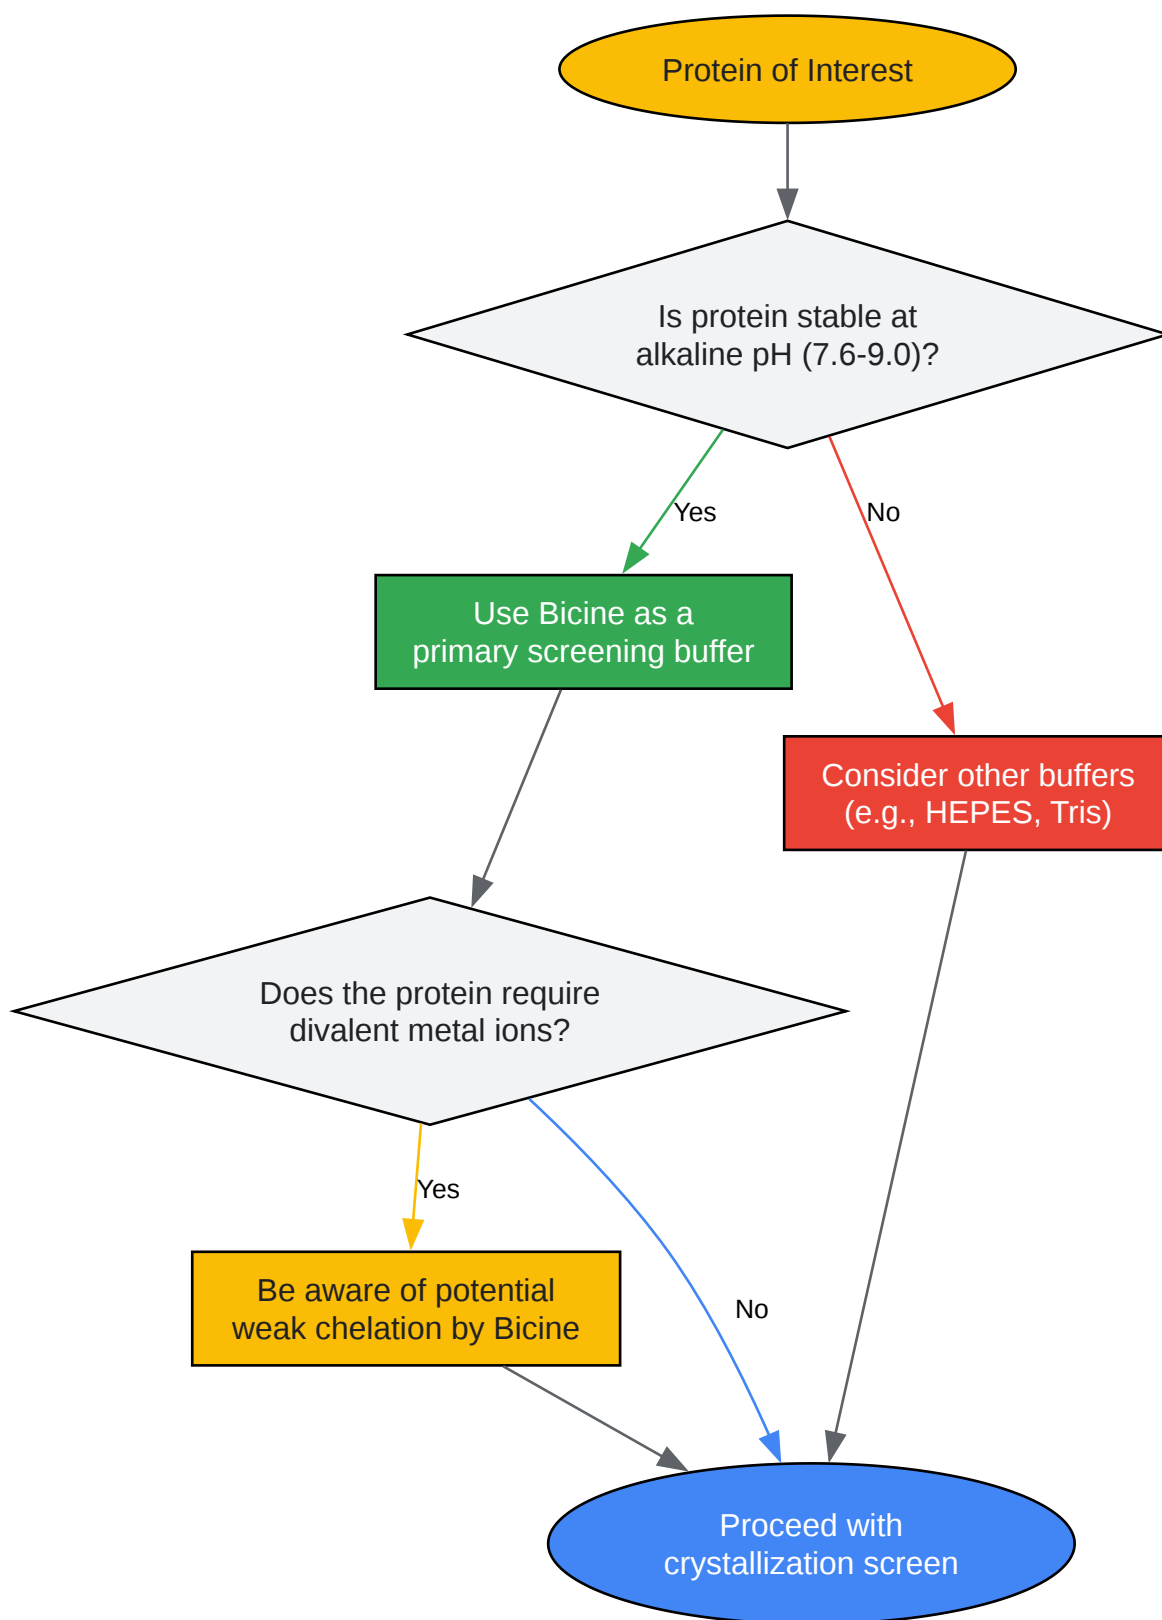 Protein of Interest
Is protein stable at
alkaline pH (7.6-9.0)?
Yes
No
Use Bicine as a
primary screening buffer
Consider other buffers
(e.g., HEPES, Tris)
Does the protein require
divalent metal ions?
Yes
Be aware of potential
weak chelation by Bicine
No
Proceed with
crystallization screen